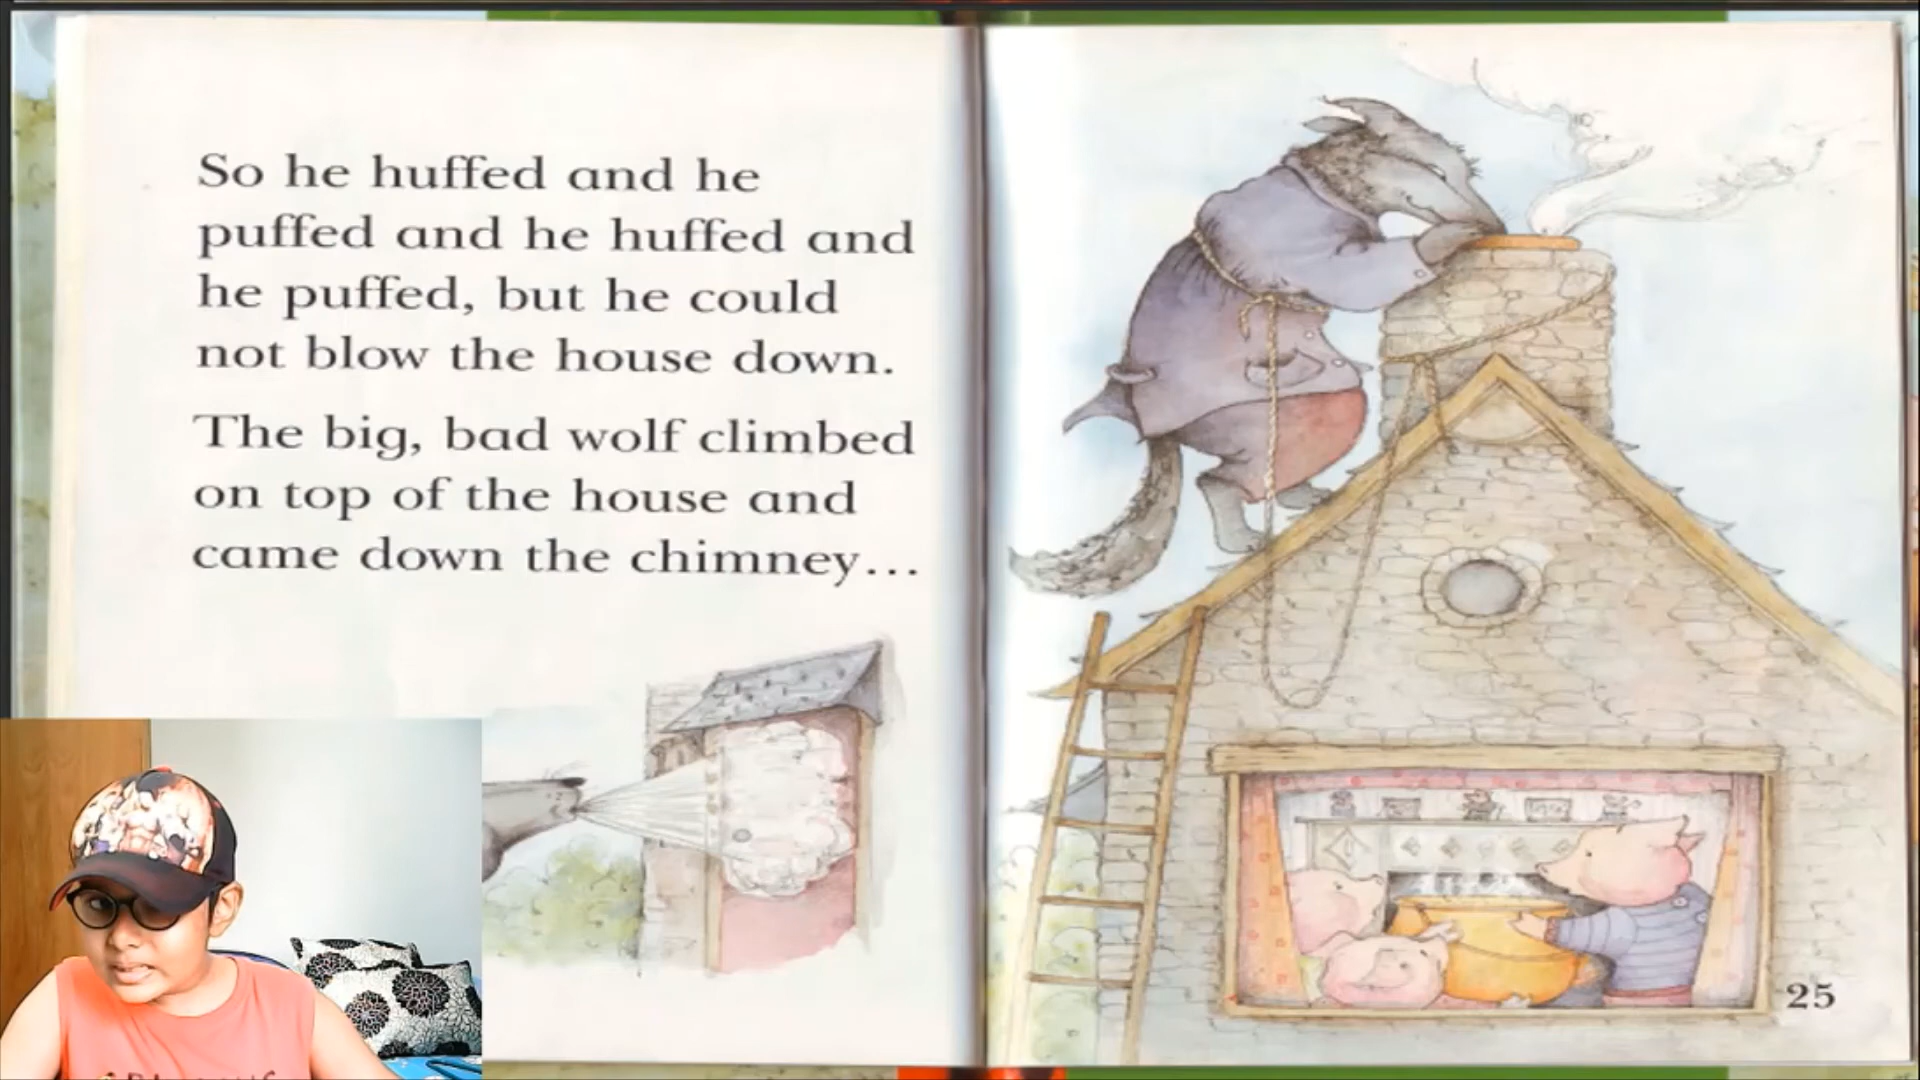 So he huffed and he
puffed and he huffed and
he puffed, but he could
not blow the house down.
The big, bad wolf climbed
on top of the house and
came down the chimney...
25